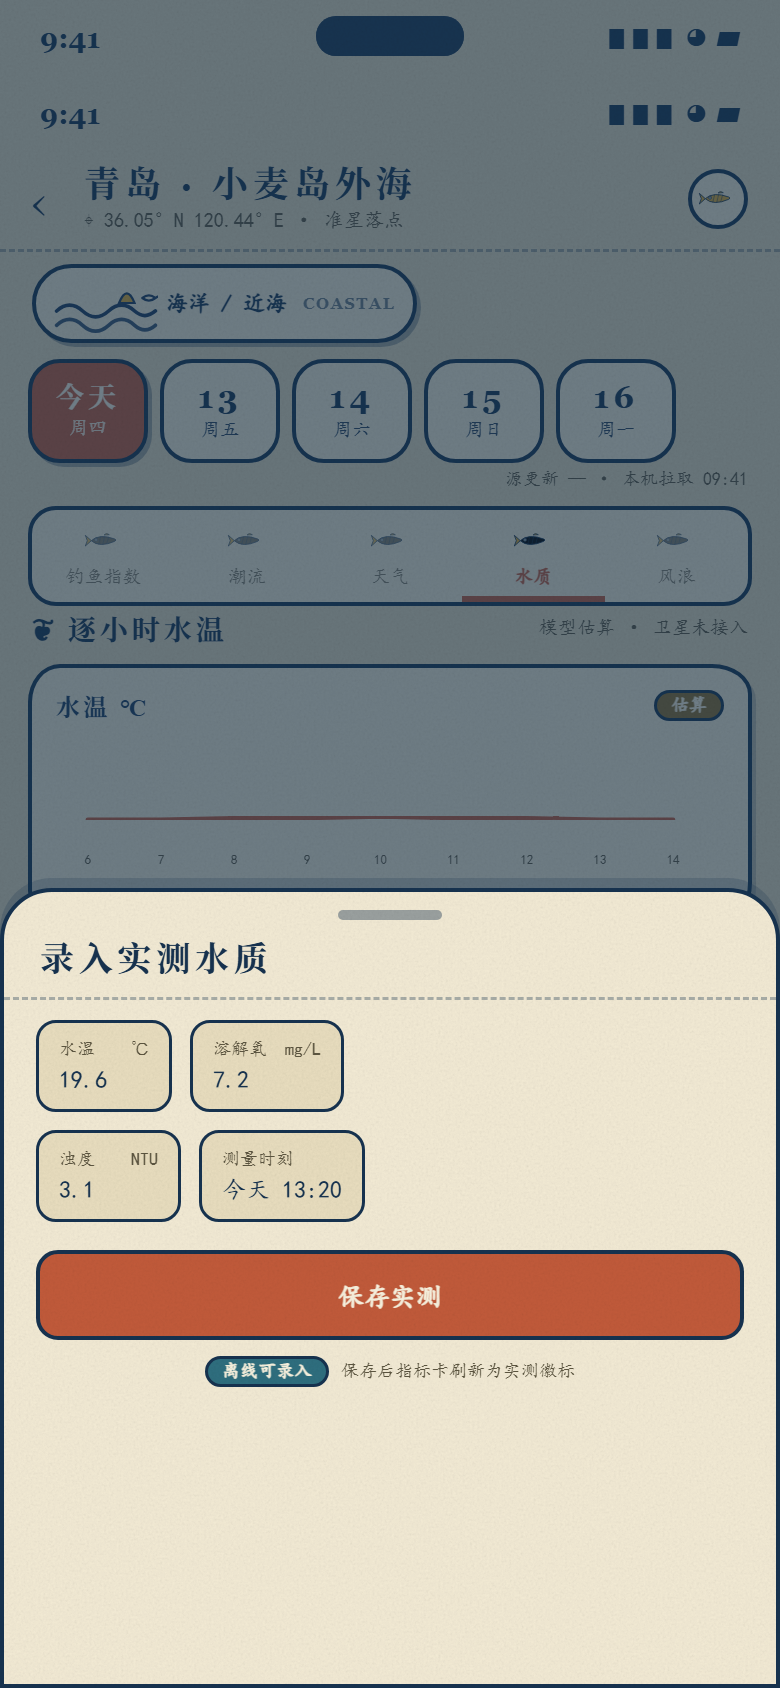 9:41
9:41
青岛 · 小麦岛外海
⌖ 36.05° N 120.44° E • 准星落点
海洋 / 近海 COASTAL
今天 13 14 15 16
周四 周五 周六 周日 周一
源更新 — • 本机拉取 09:41
钓鱼指数 潮流 天气 水质 风浪
❦ 逐小时水温 模型估算 • 卫星未接入
水温 ℃ 估算
6 7 8 9 10 11 12 13 14
录入实测水质
水温 ℃ 溶解氧 mg/L
19.6 7.2
浊度 NTU 测量时刻
3.1 今天 13:20
保存实测
离线可录入 保存后指标卡刷新为实测徽标